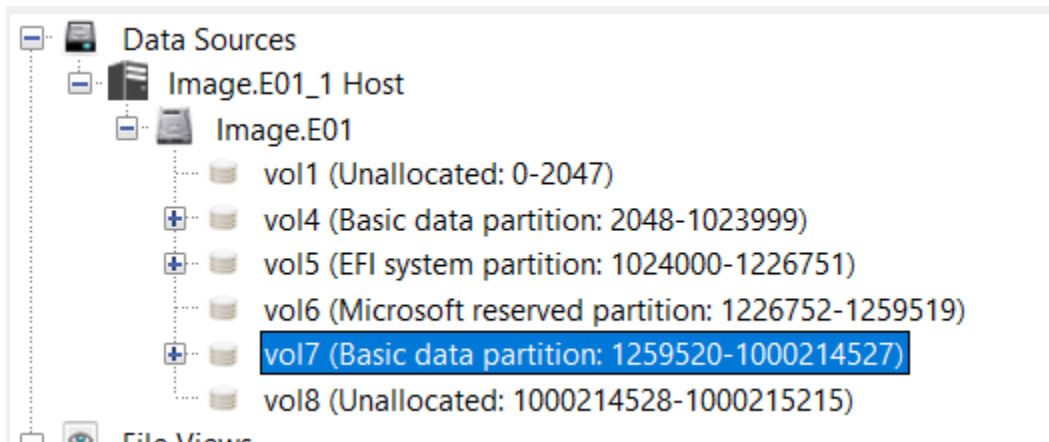 Data Sources
Image.E01_1 Host
Image.E01
vol1 (Unallocated: 0-2047)
vol4 (Basic data partition: 2048-1023999)
vol5 (EFI system partition: 1024000-1226751)
vol6 (Microsoft reserved partition: 1226752-1259519)
vol7 (Basic data partition: 1259520-1000214527)
vol8 (Unallocated: 1000214528-1000215215)
File Views